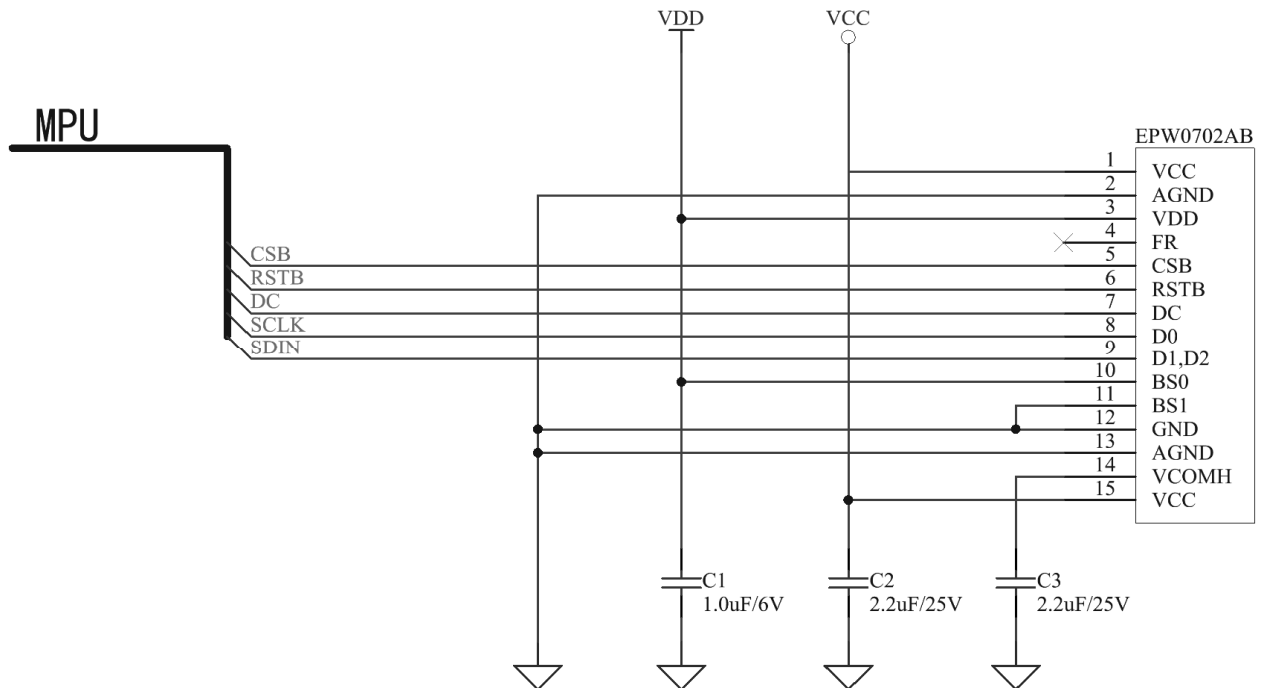 VDD
VCC
MPU
EPW0702AB
1 VCC
2 AGND
3 VDD
4 FR
CSB 5 CSB
RSTB 6 RSTB
DC 7 DC
SCLK 8 D0
SDIN 9 D1,D2
10 BS0
11 BS1
12 GND
13 AGND
14 VCOMH
15 VCC
C1
1.0uF/6V
C2
2.2uF/25V
C3
2.2uF/25V